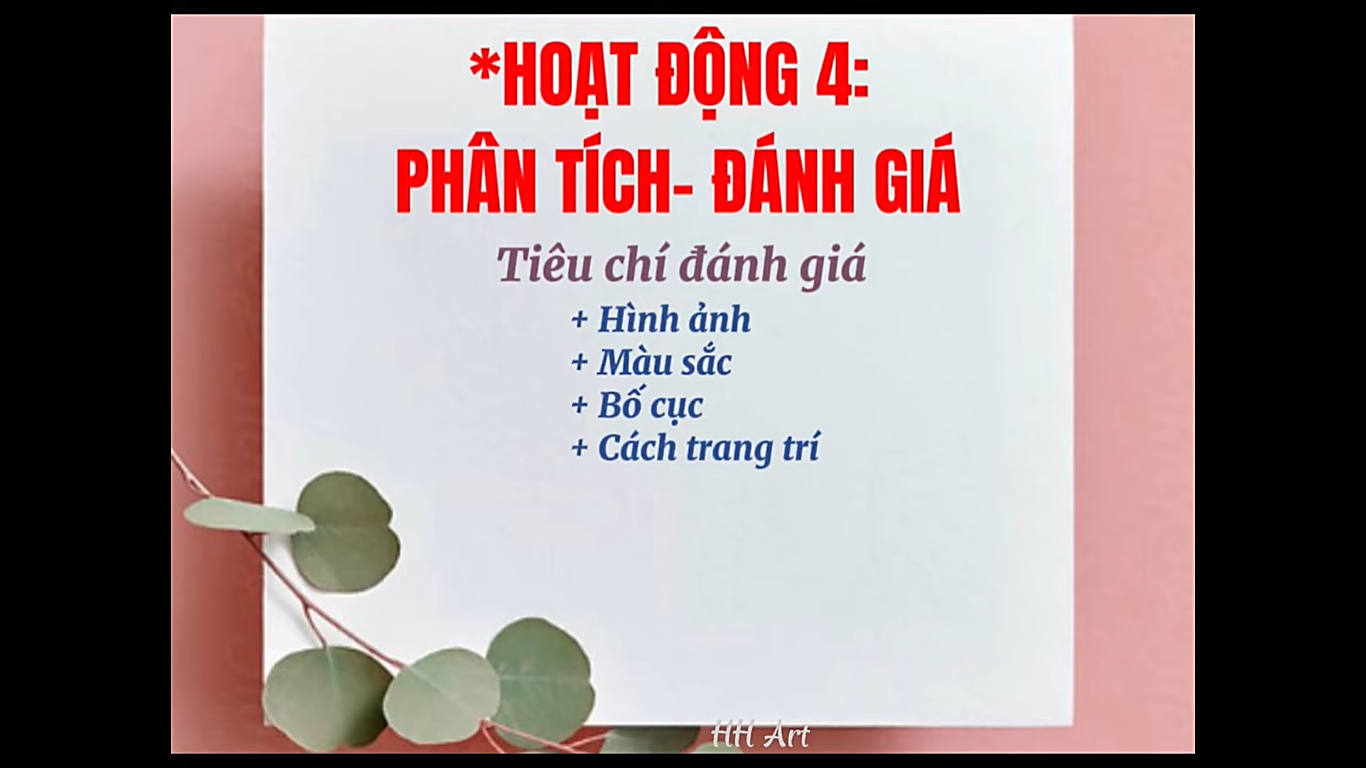 *HOẠT ĐỘNG 4:
PHÂN TÍCH- ĐÁNH GIÁ
Tiêu chí đánh giá
+ Hình ảnh
+ Màu sắc
+ Bố cục
+ Cách trang trí
HH Art